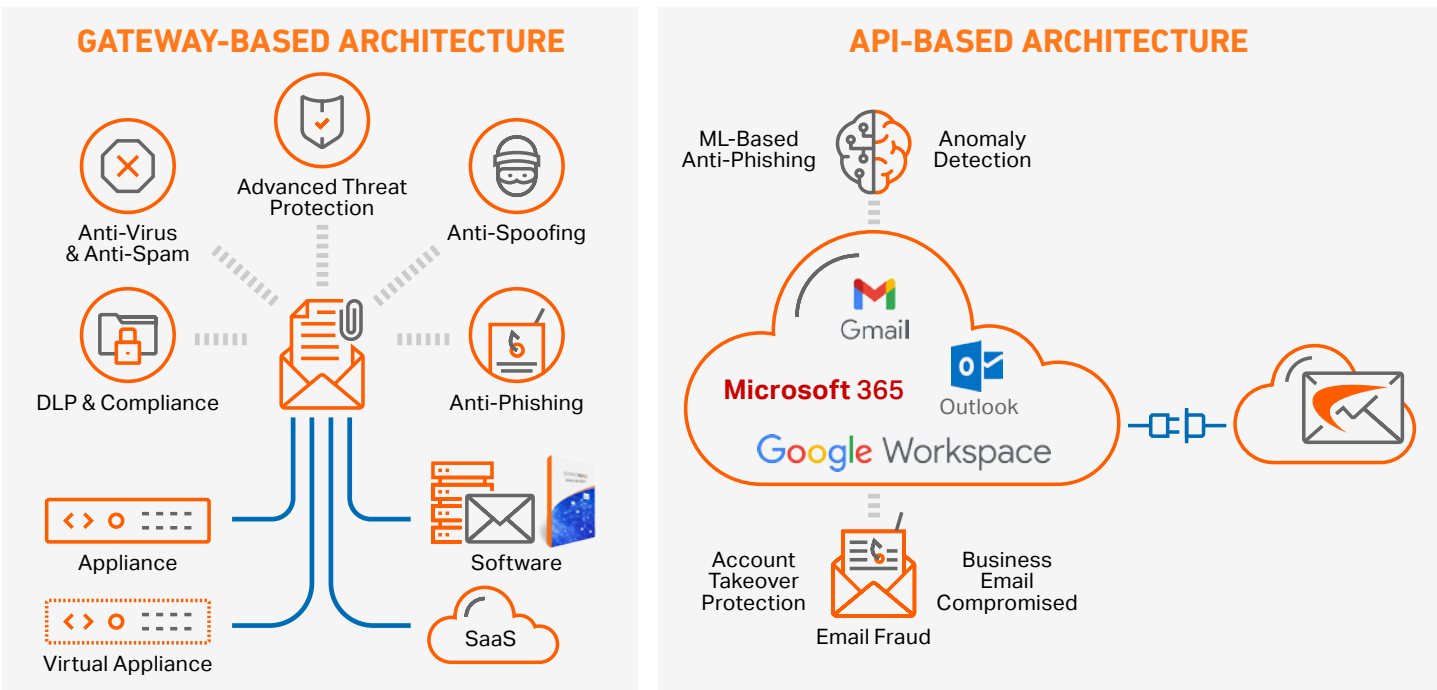 GATEWAY-BASED ARCHITECTURE
Advanced Threat
Protection
Anti-Virus
& Anti-Spam
Anti-Spoofing
DLP & Compliance
Anti-Phishing
Appliance
Software
Virtual Appliance
SaaS
API-BASED ARCHITECTURE
ML-Based
Anti-Phishing
Anomaly
Detection
Gmail
Microsoft 365
Outlook
Google Workspace
Account
Takeover
Protection
Business
Email
Compromised
Email Fraud